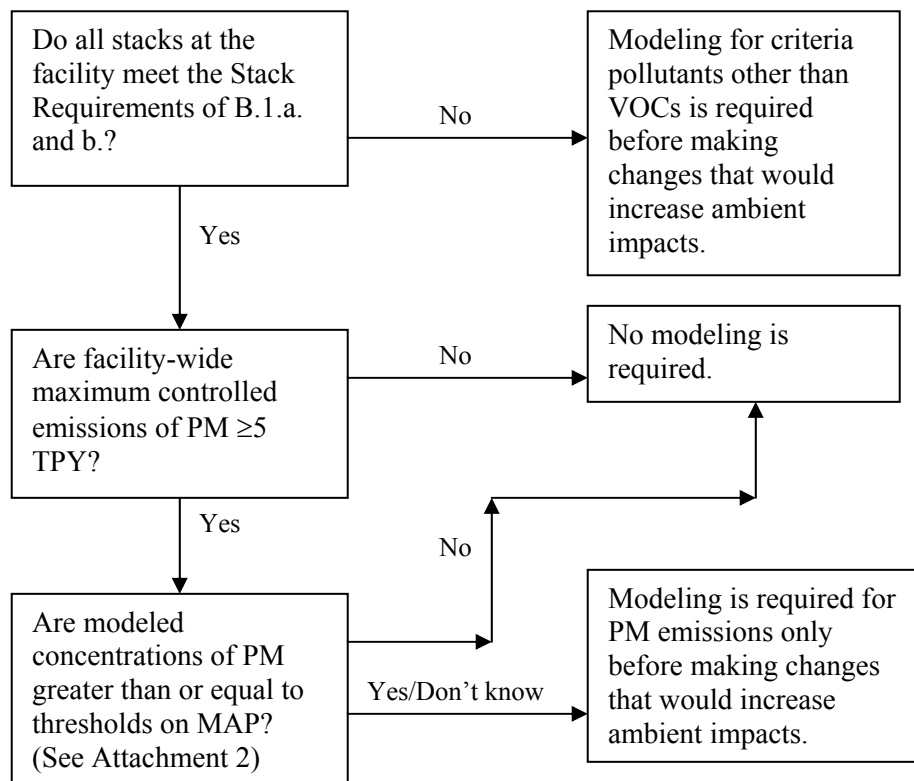 Do all stacks at the
facility meet the Stack
Requirements of B.1.a.
and b.?
No
Modeling for criteria
pollutants other than
VOCs is required
before making
changes that would
increase ambient
impacts.
Yes
Are facility-wide
maximum controlled
emissions of PM ≥5
TPY?
No
No modeling is
required.
Yes
No
Are modeled
concentrations of PM
greater than or equal to
thresholds on MAP?
(See Attachment 2)
Yes/Don’t know
Modeling is required for
PM emissions only
before making changes
that would increase
ambient impacts.